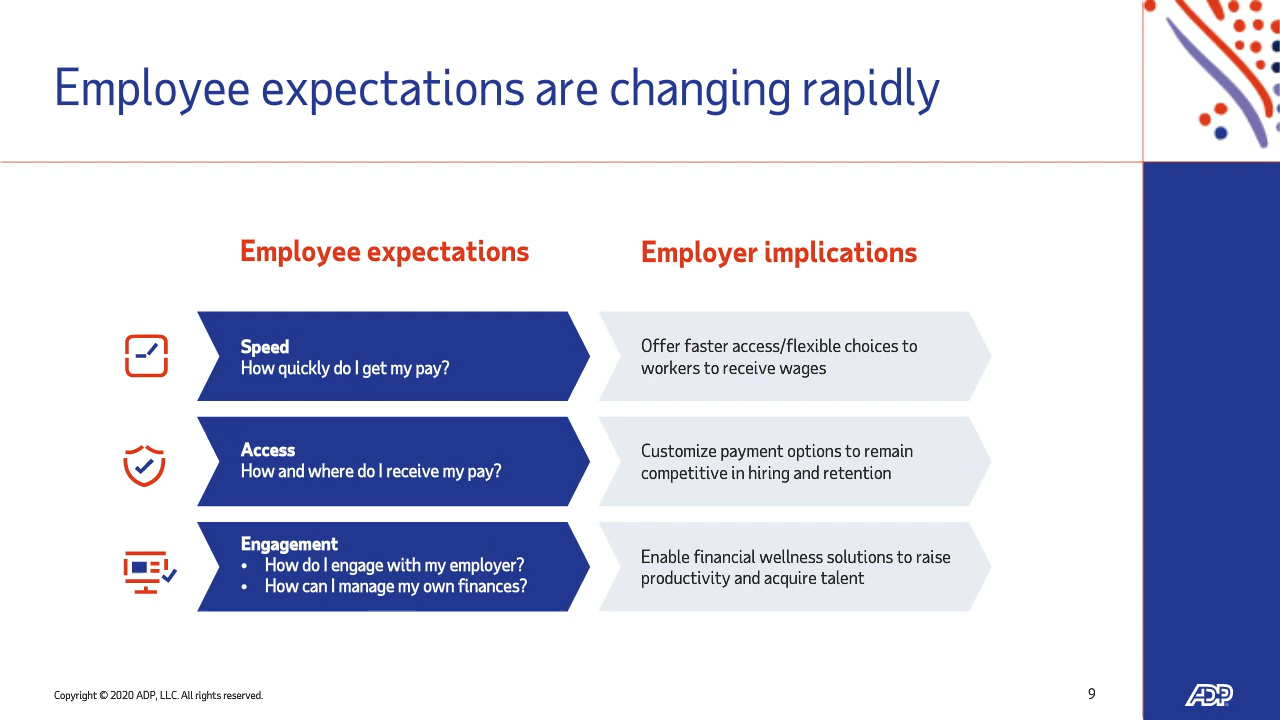 Employee expectations are changing rapidly
Employee expectations
Employer implications
Speed
How quickly do I get my pay?
Offer faster access/flexible choices to
workers to receive wages
Access
How and where do I receive my pay?
Customize payment options to remain
competitive in hiring and retention
Engagement
• How do I engage with my employer?
• How can I manage my own finances?
Enable financial wellness solutions to raise
productivity and acquire talent
Copyright © 2020 ADP, LLC. All rights reserved.
9
ADP